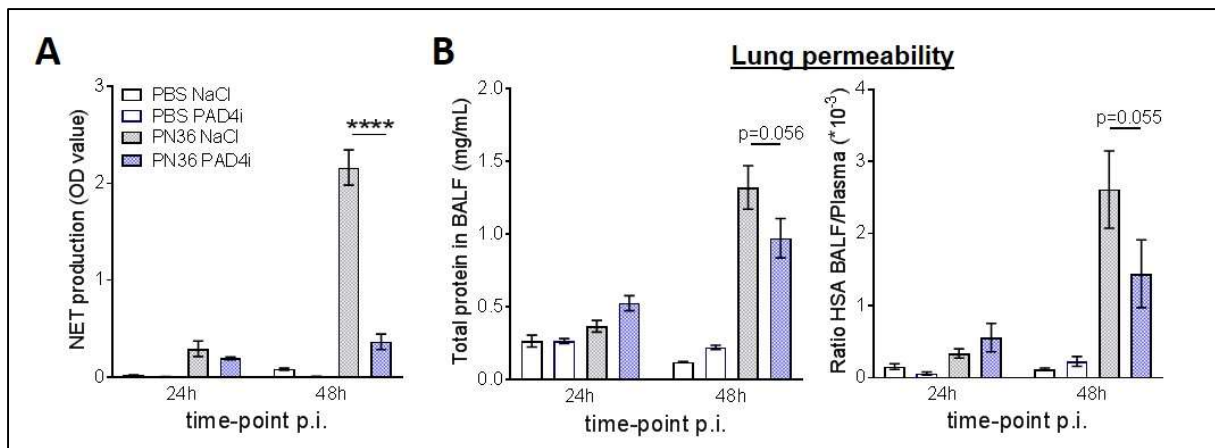 A
NET production (OD value)
3
2
1
0
PBS NaCl
PBS PAD4i
PN36 NaCl
PN36 PAD4i
****
24h 48h
time-point p.i.
B
Lung permeability
Total protein in BALF (mg/mL)
2.0
1.5
1.0
0.5
0.0
p=0.056
24h 48h
time-point p.i.
Ratio HSA BALF/Plasma (*10⁻³)
4
3
2
1
0
p=0.055
24h 48h
time-point p.i.